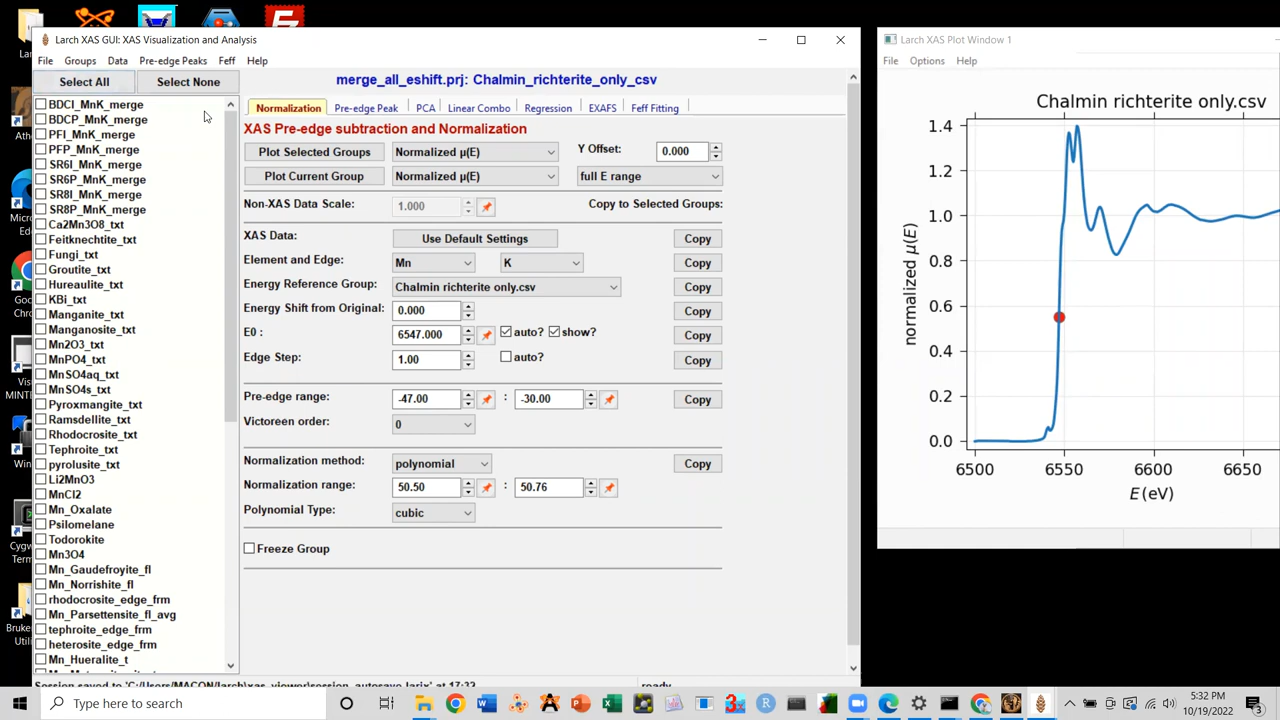 Larch XAS GUI: XAS Visualization and Analysis
File Groups Data Pre-edge Peaks Feff Help
Select All Select None
merge_all_eshift.prj: Chalmin_richterite_only_csv
BDCI_MnK_merge
BDCP_MnK_merge
PFI_MnK_merge
PFP_MnK_merge
SR6I_MnK_merge
SR6P_MnK_merge
SR8I_MnK_merge
SR8P_MnK_merge
Ca2Mn3O8_txt
Feitknechtite_txt
Fungi_txt
Groutite_txt
Hureaulite_txt
KBi_txt
Manganite_txt
Manganosite_txt
Mn2O3_txt
MnPO4_txt
MnSO4aq_txt
MnSO4s_txt
Pyroxmangite_txt
Ramsdellite_txt
Rhodocrosite_txt
Tephroite_txt
pyrolusite_txt
Li2MnO3
MnCl2
Mn_Oxalate
Psilomelane
Todorokite
Mn3O4
Mn_Gaudefroyite_fl
Mn_Norrishite_fl
rhodocrosite_edge_frm
Mn_Parsettensite_fl_avg
tephroite_edge_frm
heterosite_edge_frm
Mn_Hueralite_t
Normalization Pre-edge Peak PCA Linear Combo Regression EXAFS Feff Fitting
XAS Pre-edge subtraction and Normalization
Plot Selected Groups Normalized μ(E) Y Offset: 0.000
Plot Current Group Normalized μ(E) full E range
Non-XAS Data Scale: 1.000 Copy to Selected Groups:
XAS Data: Use Default Settings Copy
Element and Edge: Mn K Copy
Energy Reference Group: Chalmin richterite only.csv Copy
Energy Shift from Original: 0.000 Copy
E0 : 6547.000 auto? show? Copy
Edge Step: 1.00 auto? Copy
Pre-edge range: -47.00 : -30.00 Copy
Victoreen order: 0
Normalization method: polynomial Copy
Normalization range: 50.50 : 50.76
Polynomial Type: cubic
Freeze Group
ready
Larch XAS Plot Window 1
File Options Help
Chalmin richterite only.csv
1.4
1.2
1.0
0.8
0.6
0.4
0.2
0.0
normalized μ(E)
6500 6550 6600 6650
E (eV)
Type here to search
5:32 PM
10/19/2022
3